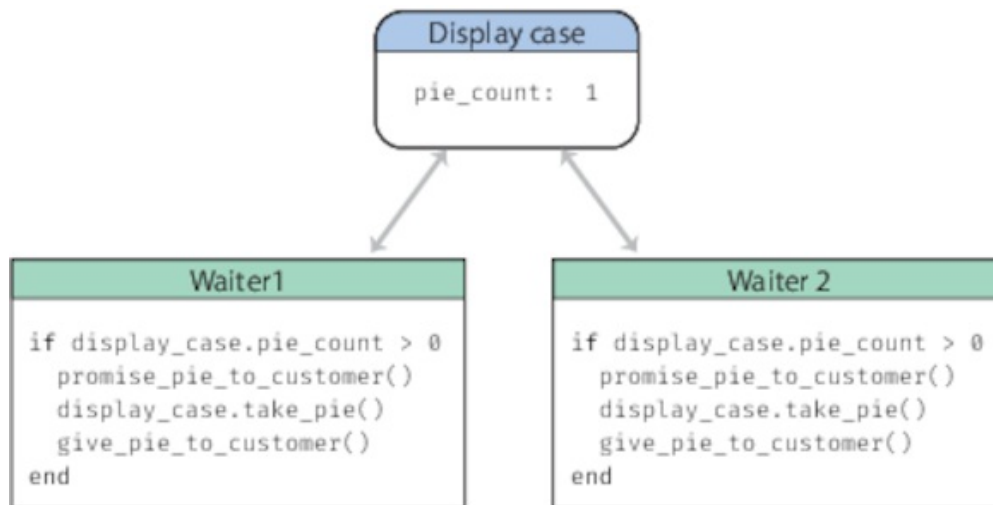 Display case
pie_count: 1
Waiter1
if display_case.pie_count > 0
promise_pie_to_customer()
display_case.take_pie()
give_pie_to_customer()
end
Waiter 2
if display_case.pie_count > 0
promise_pie_to_customer()
display_case.take_pie()
give_pie_to_customer()
end